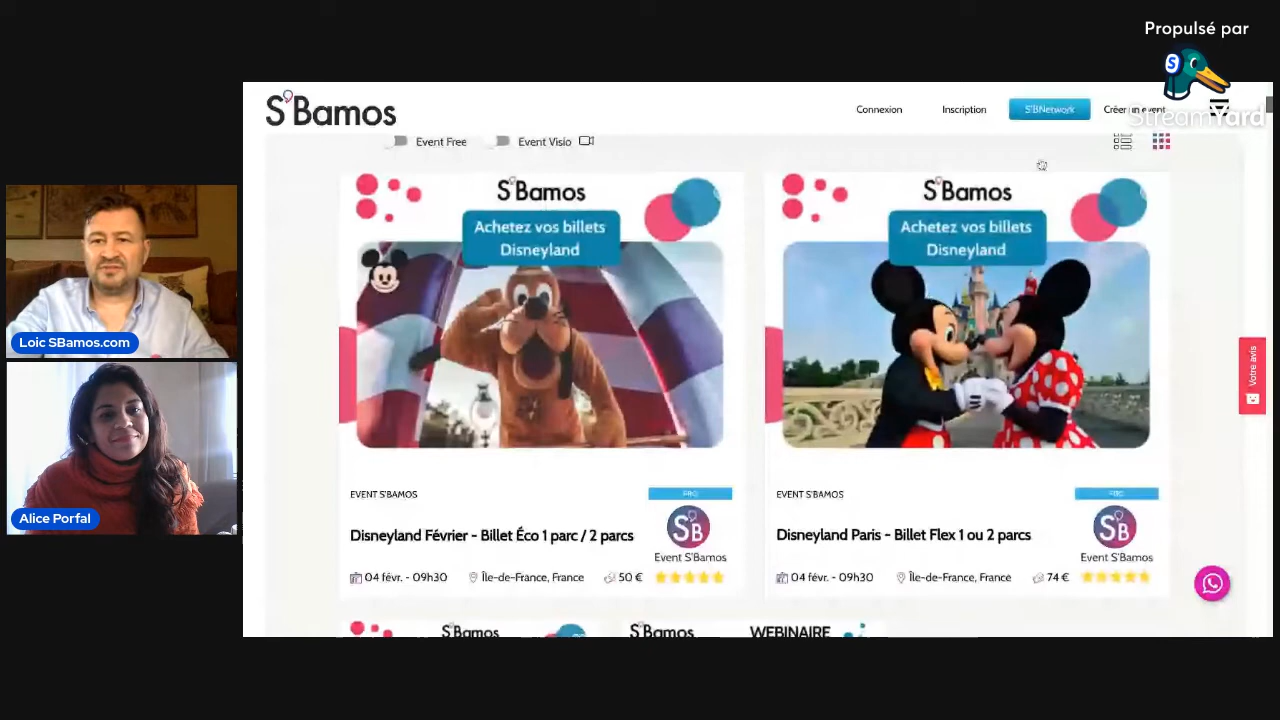 Propulsé par
StreamYard
S'Bamos
Connexion
Inscription
S'BNetwork
Créer un event
Event Free
Event Visio
S'Bamos
Achetez vos billets
Disneyland
S'Bamos
Achetez vos billets
Disneyland
EVENT S'BAMOS
PRO
Disneyland Février - Billet Éco 1 parc / 2 parcs
S'B
Event S'Bamos
04 févr. - 09h30
Île-de-France, France
50 €
EVENT S'BAMOS
PRO
Disneyland Paris - Billet Flex 1 ou 2 parcs
S'B
Event S'Bamos
04 févr. - 09h30
Île-de-France, France
74 €
S'Bamos
S'Bamos
WEBINAIRE
Votre avis
Loic SBamos.com
Alice Porfal